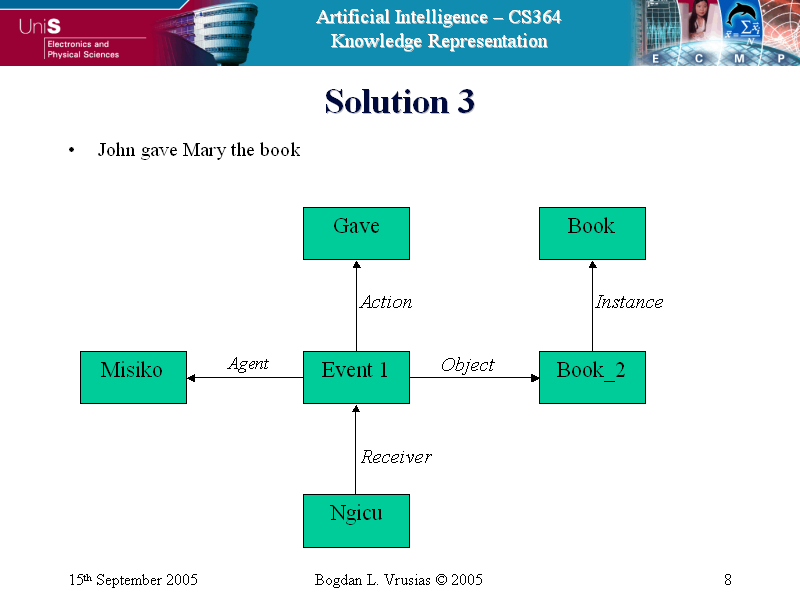 UniS
Electronics and
Physical Sciences
Artificial Intelligence – CS364
Knowledge Representation
E C M P
Solution 3
• John gave Mary the book
Gave
Book
Action
Instance
Misiko
Agent
Event 1
Object
Book_2
Receiver
Ngicu
15th September 2005
Bogdan L. Vrusias © 2005
8